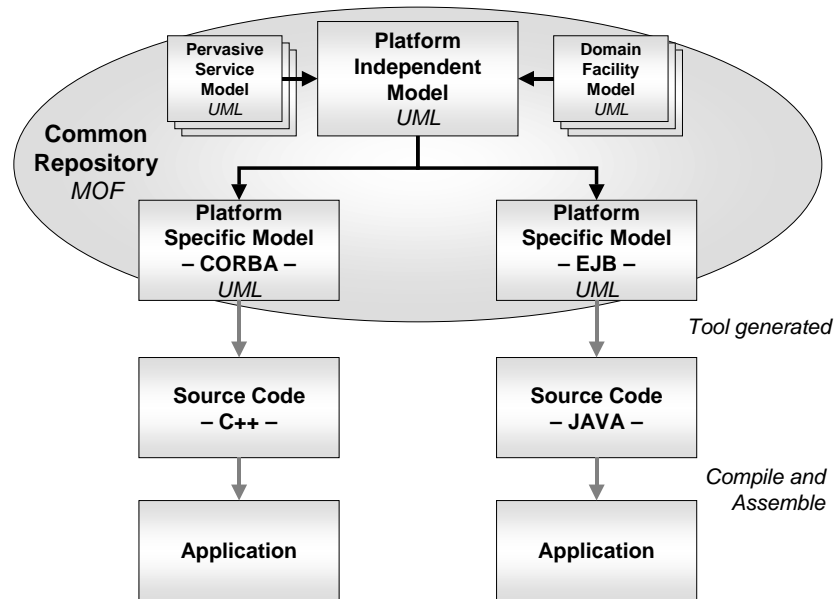 Pervasive
Service
Model
UML
Platform
Independent
Model
UML
Domain
Facility
Model
UML
Common
Repository
MOF
Platform
Specific Model
– CORBA –
UML
Platform
Specific Model
– EJB –
UML
Tool generated
Source Code
– C++ –
Source Code
– JAVA –
Compile and
Assemble
Application
Application